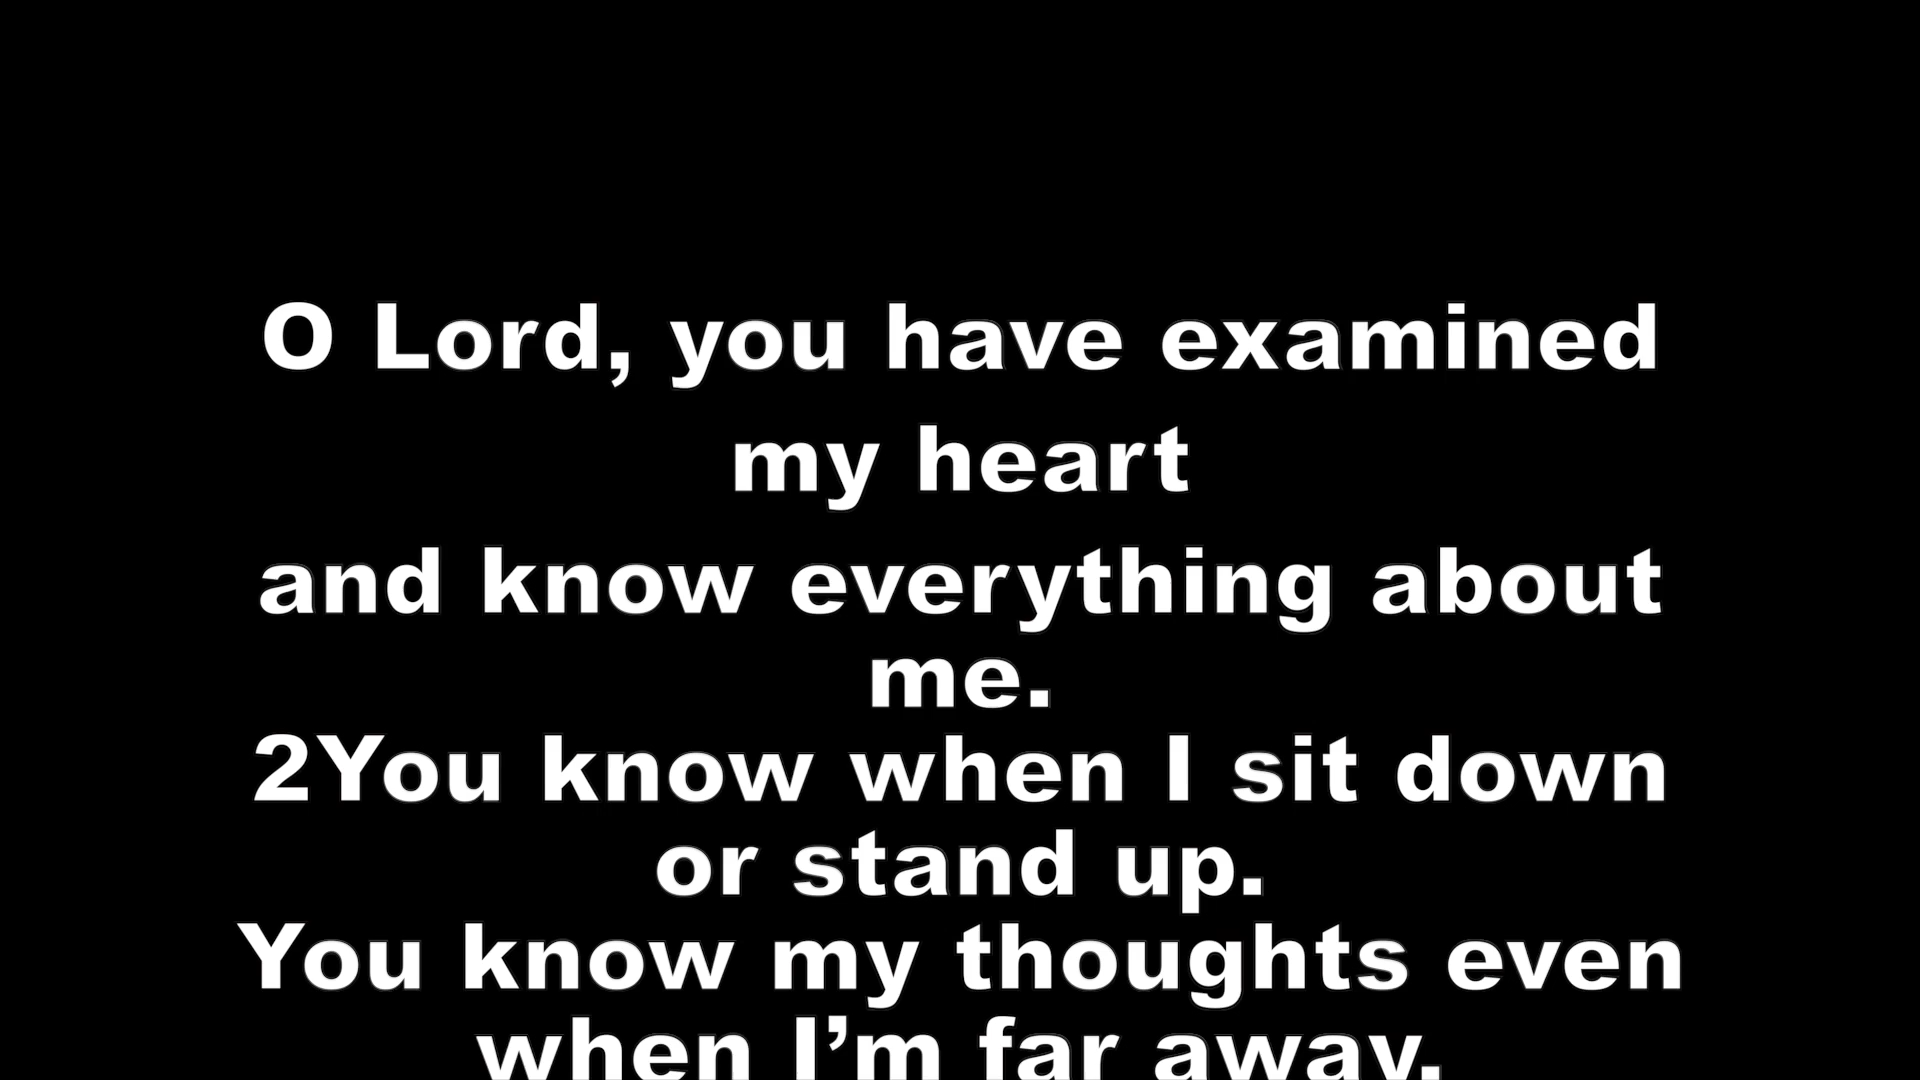 O Lord, you have examined
my heart
and know everything about
me.
2You know when I sit down
or stand up.
You know my thoughts even
when I’m far away.